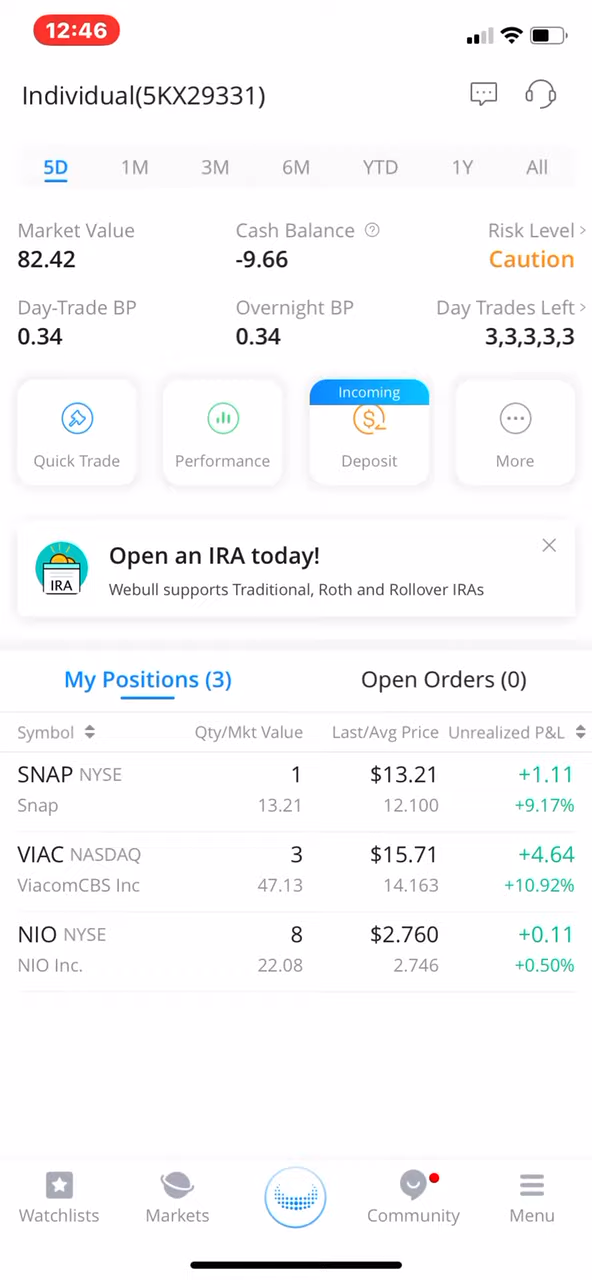 12:46
Individual(5KX29331)
5D 1M 3M 6M YTD 1Y All
Market Value Cash Balance ? Risk Level >
82.42 -9.66 Caution
Day-Trade BP Overnight BP Day Trades Left >
0.34 0.34 3,3,3,3,3
Incoming
Quick Trade Performance Deposit More
Open an IRA today!
IRA
Webull supports Traditional, Roth and Rollover IRAs
My Positions (3) Open Orders (0)
Symbol Qty/Mkt Value Last/Avg Price Unrealized P&L
SNAP NYSE 1 $13.21 +1.11
Snap 13.21 12.100 +9.17%
VIAC NASDAQ 3 $15.71 +4.64
ViacomCBS Inc 47.13 14.163 +10.92%
NIO NYSE 8 $2.760 +0.11
NIO Inc. 22.08 2.746 +0.50%
Watchlists Markets Community Menu